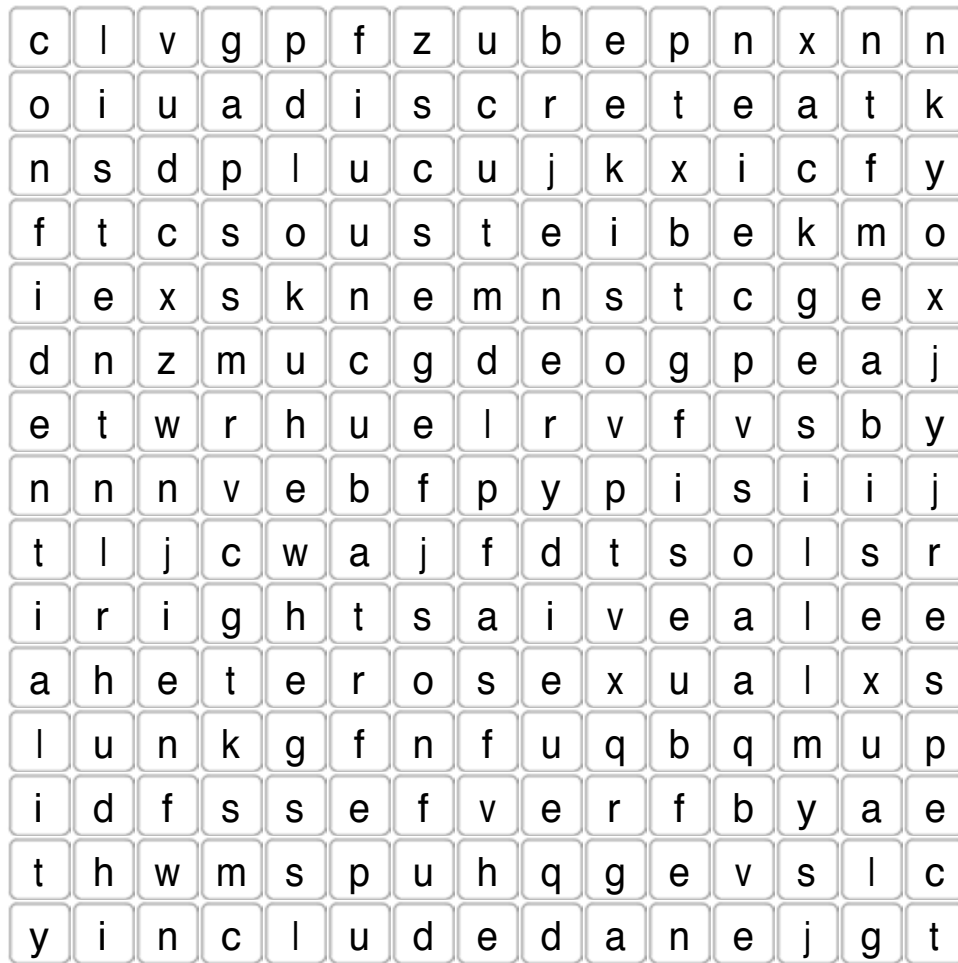 c l v g p f z u b e p n x n n
o i u a d i s c r e t e a t k
n s d p l u c u j k x i c f y
f t c s o u s t e i b e k m o
i e x s k n e m n s t c g e x
d n z m u c g d e o g p e a j
e t w r h u e l r v f v s b y
n n n v e b f p y p i s i i j
t l j c w a j f d t s o l s r
i r i g h t s a i v e a l e e
a h e t e r o s e x u a l x s
l u n k g f n f u q b q m u p
i d f s s e f v e r f b y a e
t h w m s p u h q g e v s l c
y i n c l u d e d a n e j g t